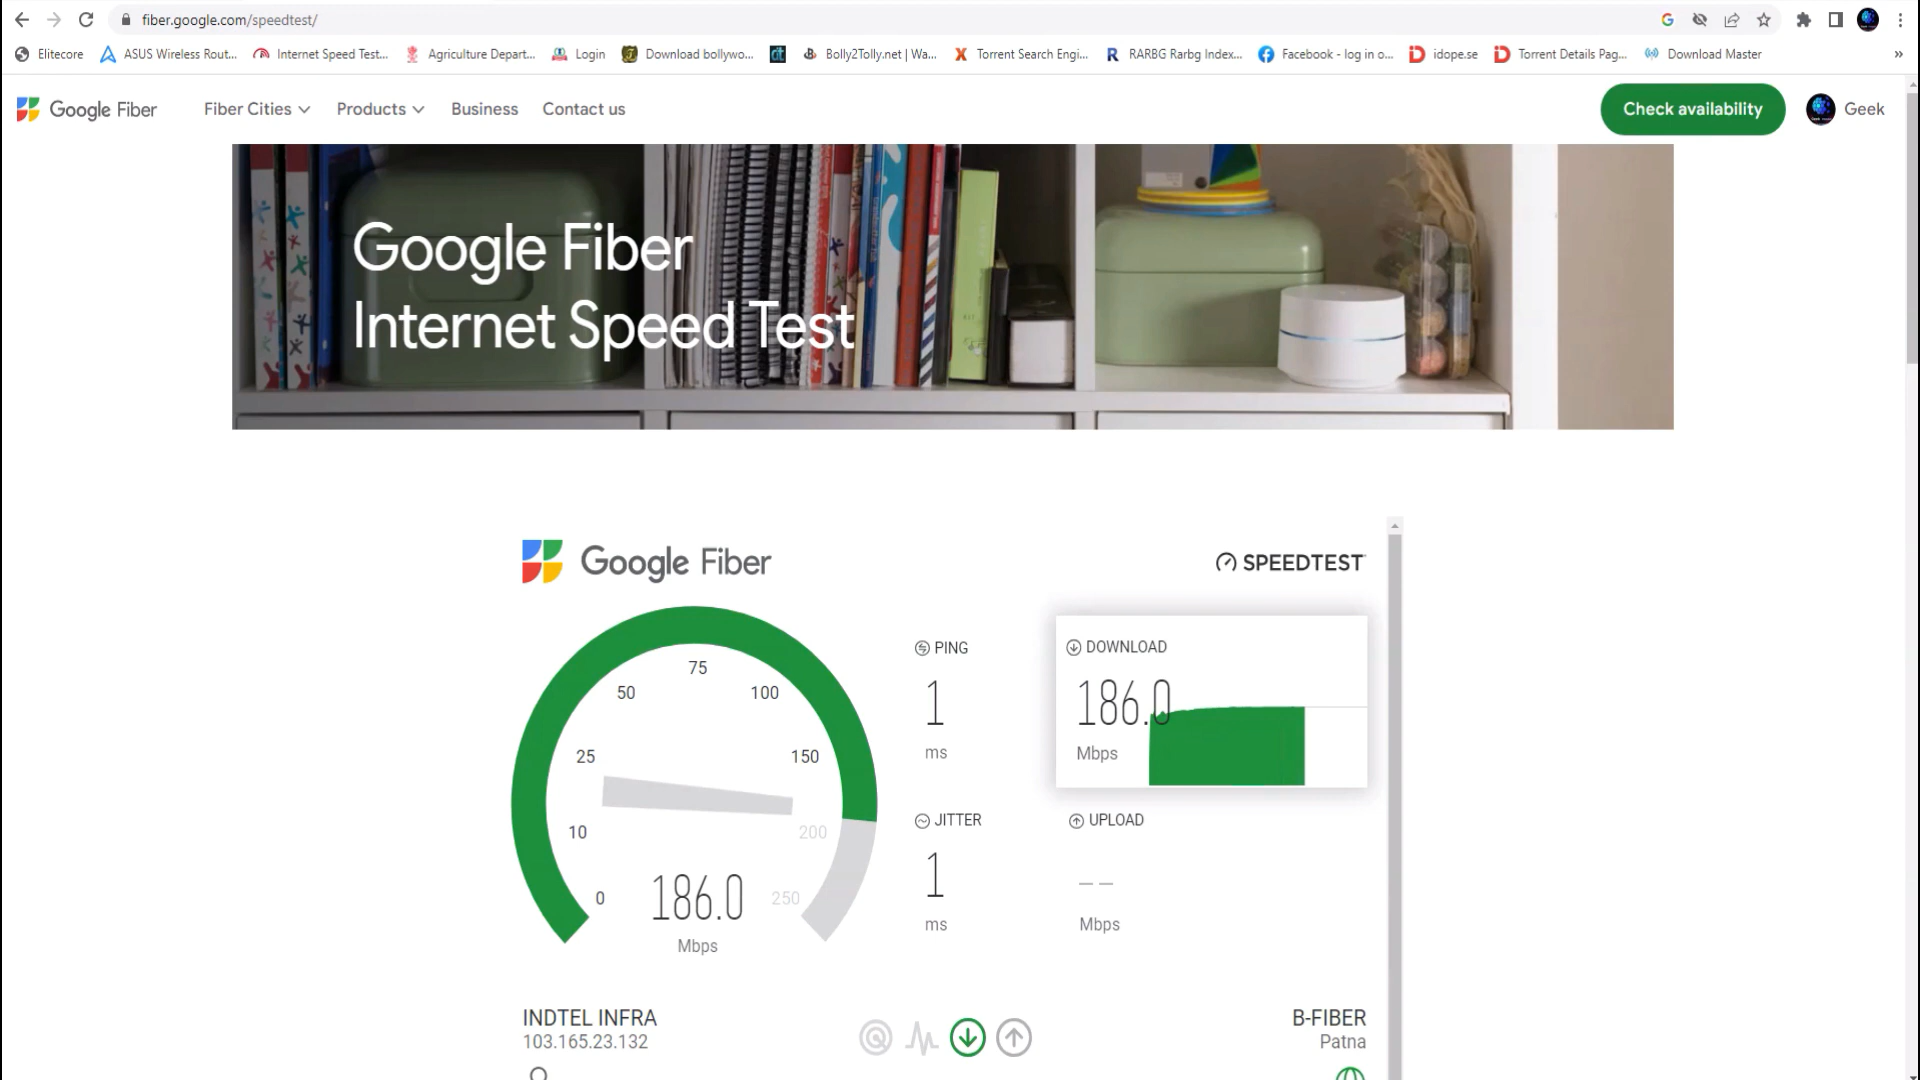 fiber.google.com/speedtest/
Elitecore
ASUS Wireless Rout...
Internet Speed Test...
Agriculture Depart...
Login
Download bollywo...
Bolly2Tolly.net | Wa...
Torrent Search Engi...
RARBG Rarbg Index...
Facebook - log in o...
idope.se
Torrent Details Pag...
Download Master
»
Google Fiber
Fiber Cities
Products
Business
Contact us
Check availability
Geek
Google Fiber
Internet Speed Test
Google Fiber
SPEEDTEST
75
50
100
25
150
10
200
0
250
186.0
Mbps
PING
1
ms
DOWNLOAD
186.0
Mbps
JITTER
1
ms
UPLOAD
— —
Mbps
INDTEL INFRA
103.165.23.132
B-FIBER
Patna